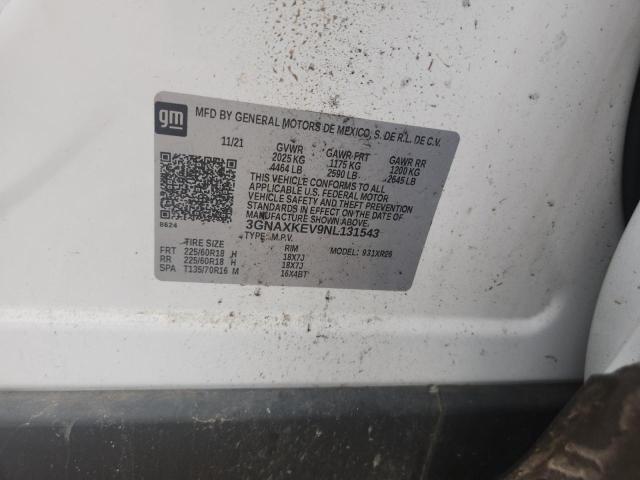 gm
MFD BY GENERAL MOTORS DE MEXICO, S. DE R.L. DE C.V.
11/21 GVWR GAWR FRT GAWR RR
2025 KG 1175 KG 1200 KG
4464 LB 2590 LB 2645 LB
THIS VEHICLE CONFORMS TO ALL
APPLICABLE U.S. FEDERAL MOTOR
VEHICLE SAFETY AND THEFT
PREVENTION STANDARDS IN
EFFECT ON THE DATE OF
MANUFACTURE SHOWN ABOVE.
8624 3GNAXKEV9NL131543
TYPE: M.P.V. MODEL: 931XR26
TIRE SIZE RIM
FRT 225/60R18 H 18X7J
RR 225/60R18 H 18X7J
SPA T135/70R16 M 16X4BT